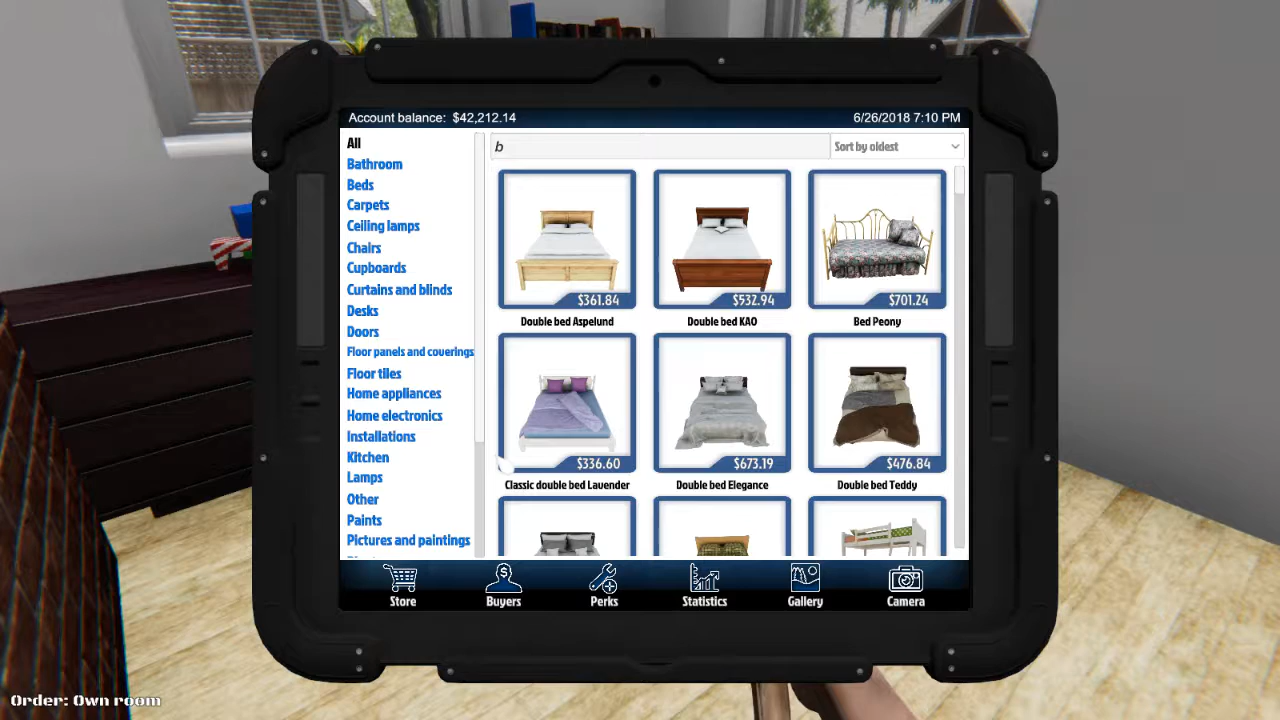 Account balance: $42,212.14
6/26/2018 7:10 PM
All
Bathroom
Beds
Carpets
Ceiling lamps
Chairs
Cupboards
Curtains and blinds
Desks
Doors
Floor panels and coverings
Floor tiles
Home appliances
Home electronics
Installations
Kitchen
Lamps
Other
Paints
Pictures and paintings
b
Sort by oldest
$361.84
$532.94
$701.24
Double bed Aspelund
Double bed KAO
Bed Peony
$336.60
$673.19
$476.84
Classic double bed Lavender
Double bed Elegance
Double bed Teddy
Store
Buyers
Perks
Statistics
Gallery
Camera
Order: Own room